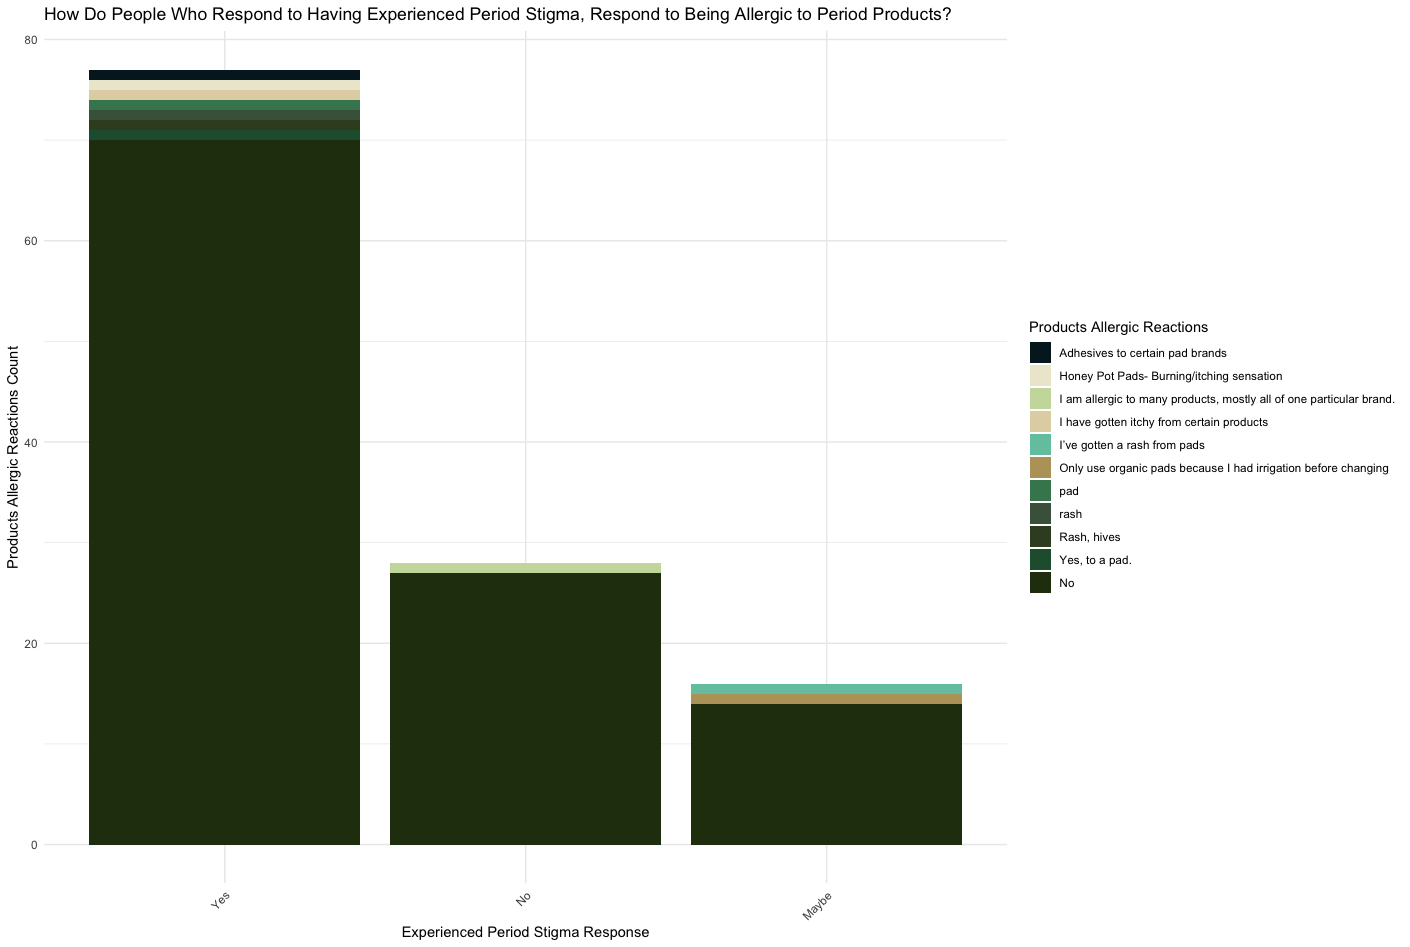 How Do People Who Respond to Having Experienced Period Stigma, Respond to Being Allergic to Period Products?
Products Allergic Reactions Count
80
60
40
20
0
Yes
No
Maybe
Experienced Period Stigma Response
Products Allergic Reactions
Adhesives to certain pad brands
Honey Pot Pads- Burning/itching sensation
I am allergic to many products, mostly all of one particular brand.
I have gotten itchy from certain products
I've gotten a rash from pads
Only use organic pads because I had irrigation before changing
pad
rash
Rash, hives
Yes, to a pad.
No